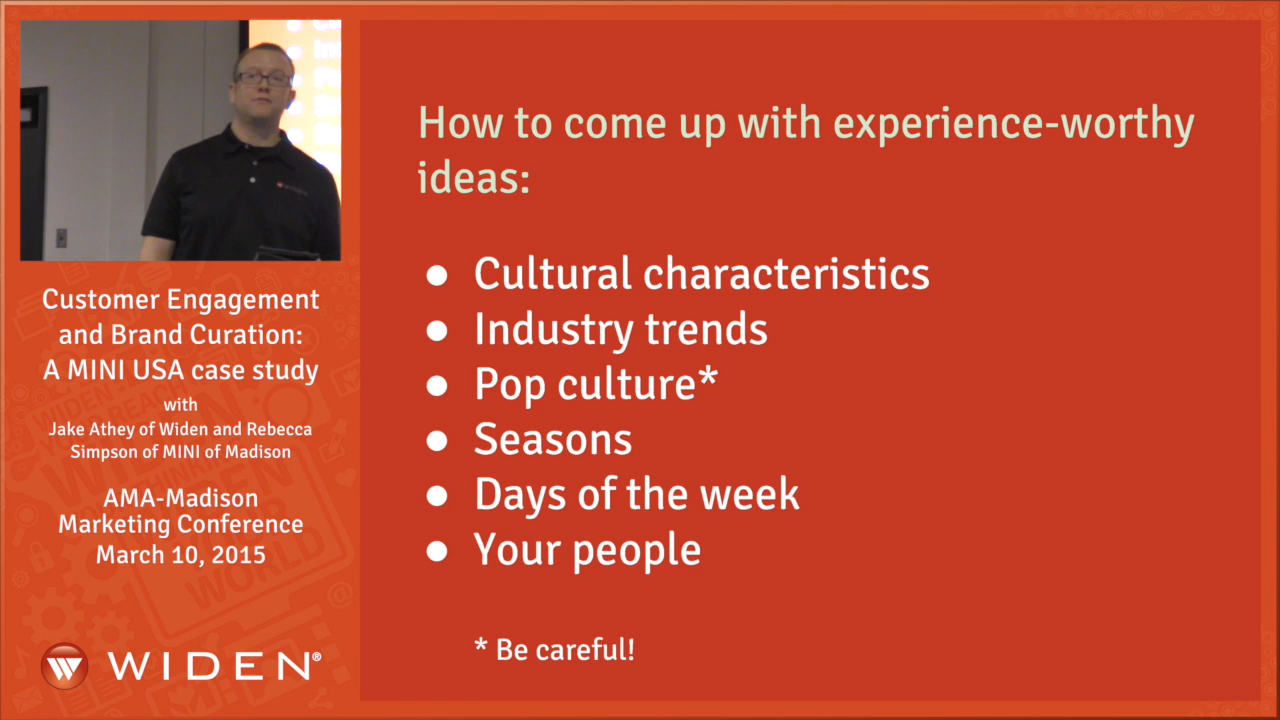 Customer Engagement
and Brand Curation:
A MINI USA case study
with
Jake Athey of Widen and Rebecca
Simpson of MINI of Madison
AMA-Madison
Marketing Conference
March 10, 2015
WIDEN®
How to come up with experience-worthy
ideas:
● Cultural characteristics
● Industry trends
● Pop culture*
● Seasons
● Days of the week
● Your people
* Be careful!